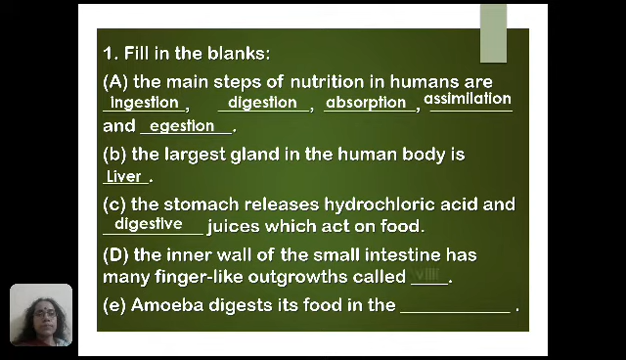 1. Fill in the blanks:
(A) the main steps of nutrition in humans are
ingestion, digestion, absorption, assimilation
and egestion.
(b) the largest gland in the human body is
Liver.
(c) the stomach releases hydrochloric acid and
digestive juices which act on food.
(D) the inner wall of the small intestine has
many finger-like outgrowths called villi.
(e) Amoeba digests its food in the __________.